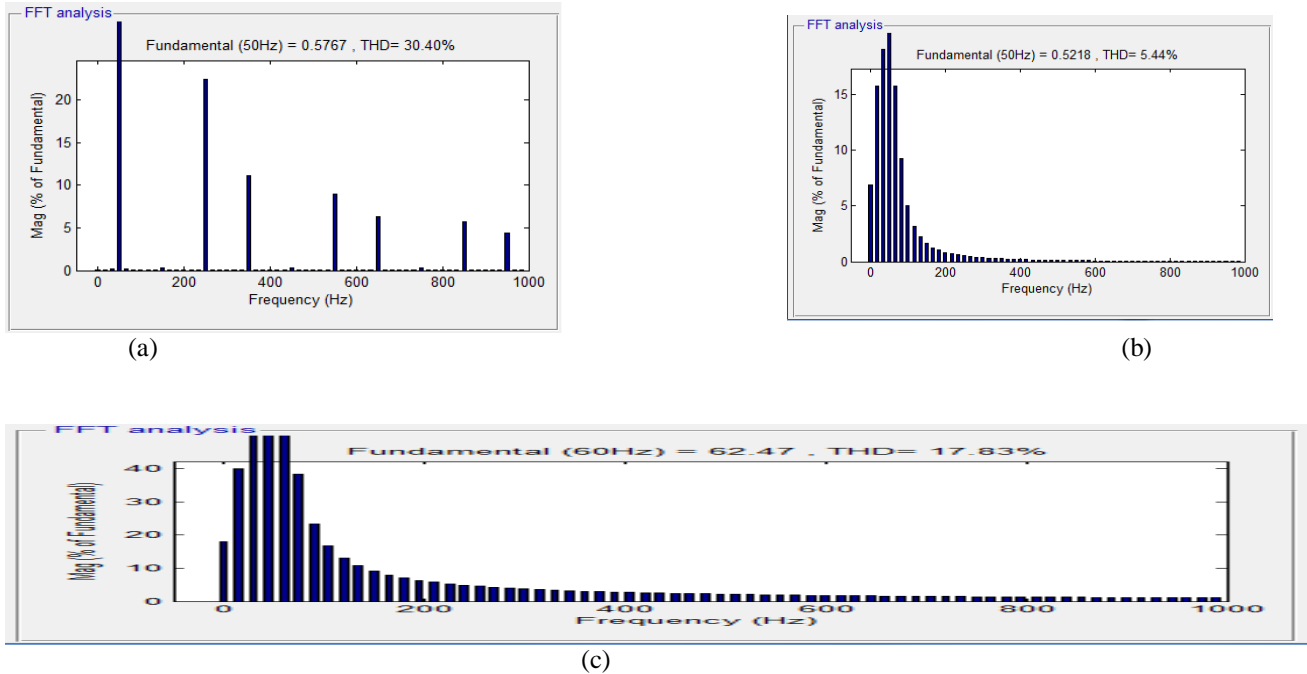 FFT analysis
Fundamental (50Hz) = 0.5767 , THD= 30.40%
Mag (% of Fundamental)
20
15
10
5
0
0 200 400 600 800 1000
Frequency (Hz)
(a)
FFT analysis
Fundamental (50Hz) = 0.5218 , THD= 5.44%
Mag (% of Fundamental)
15
10
5
0
0 200 400 600 800 1000
Frequency (Hz)
(b)
FFT analysis
Fundamental (60Hz) = 62.47 , THD= 17.83%
Mag (% of Fundamental)
40
30
20
10
0
0 200 400 600 800 1000
Frequency (Hz)
(c)